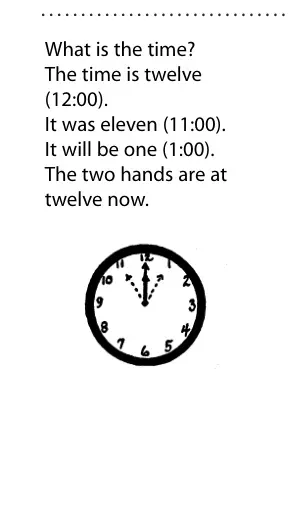 What is the time?
The time is twelve
(12:00).
It was eleven (11:00).
It will be one (1:00).
The two hands are at
twelve now.
12
11 1
10 2
9 3
8 4
7 5
6